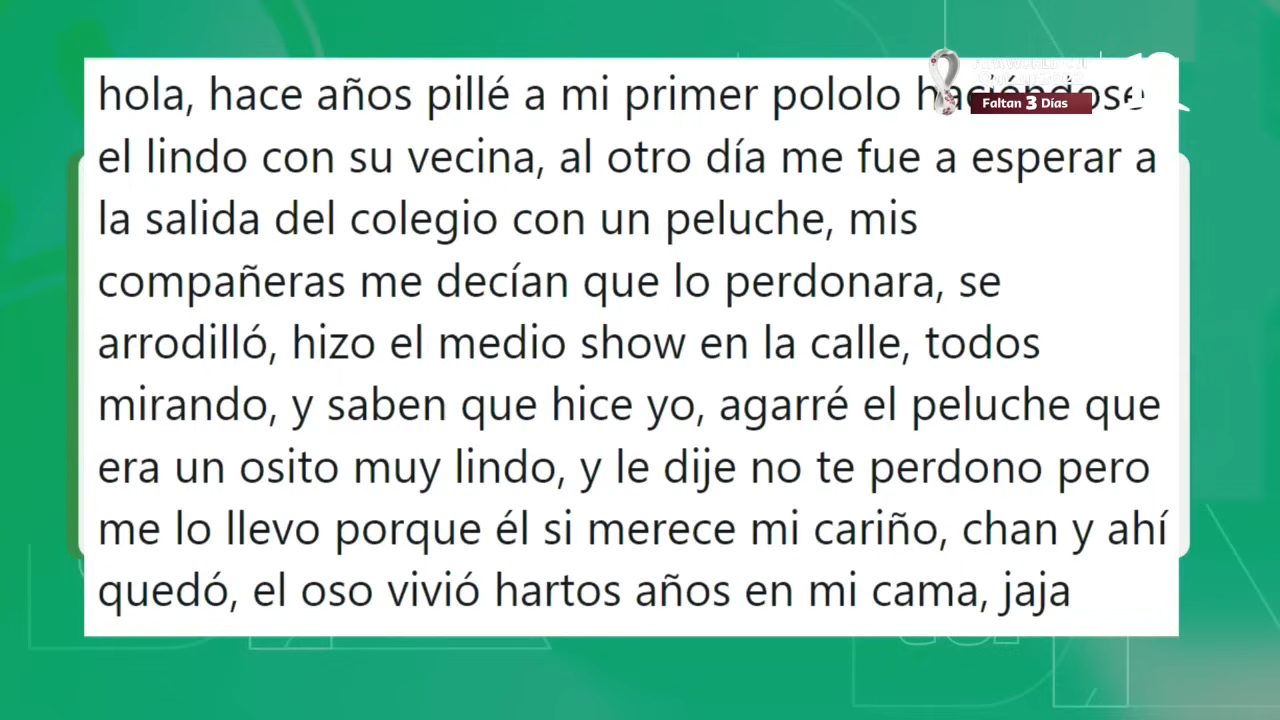 hola, hace años pillé a mi primer pololo haciéndose
el lindo con su vecina, al otro día me fue a esperar a
la salida del colegio con un peluche, mis
compañeras me decían que lo perdonara, se
arrodilló, hizo el medio show en la calle, todos
mirando, y saben que hice yo, agarré el peluche que
era un osito muy lindo, y le dije no te perdono pero
me lo llevo porque él si merece mi cariño, chan y ahí
quedó, el oso vivió hartos años en mi cama, jaja
Faltan 3 Días